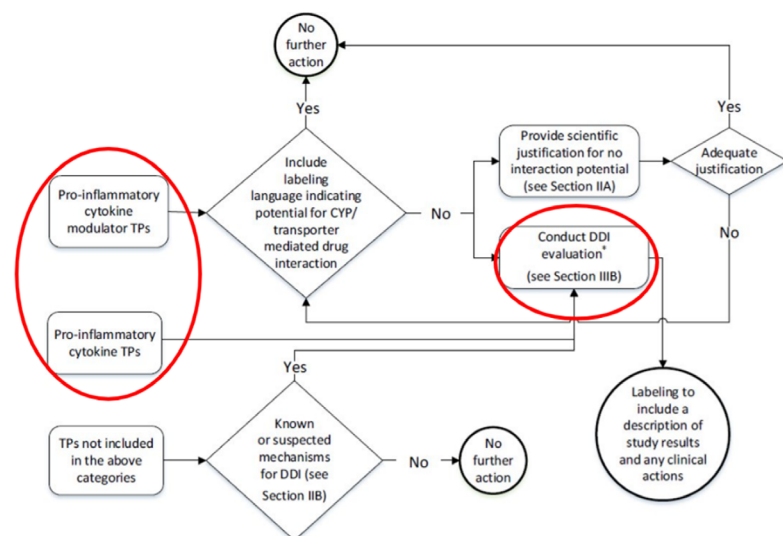 No
further
action
Yes
Yes
Include
labeling
language indicating
potential for CYP/
transporter
mediated drug
interaction
Provide scientific
justification for no
interaction potential
(see Section IIA)
Adequate
justification
Pro-inflammatory
cytokine
modulator TPs
No
No
Conduct DDI
evaluation*
(see Section IIIB)
Pro-inflammatory
cytokine TPs
Yes
Labeling to
include a
description of
study results
and any clinical
actions
TPs not included
in the above
categories
Known
or suspected
mechanisms
for DDI (see
Section IIB)
No
No
further
action